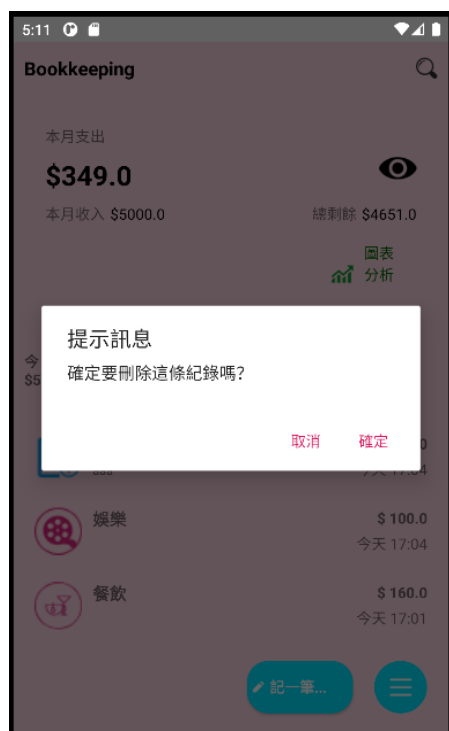 5:11
Bookkeeping
本月支出
$349.0
本月收入 $5000.0
總剩餘 $4651.0
圖表
分析
提示訊息
確定要刪除這條紀錄嗎?
今
$5
取消
確定
娛樂
$ 100.0
今天 17:04
餐飲
$ 160.0
今天 17:01
記一筆...